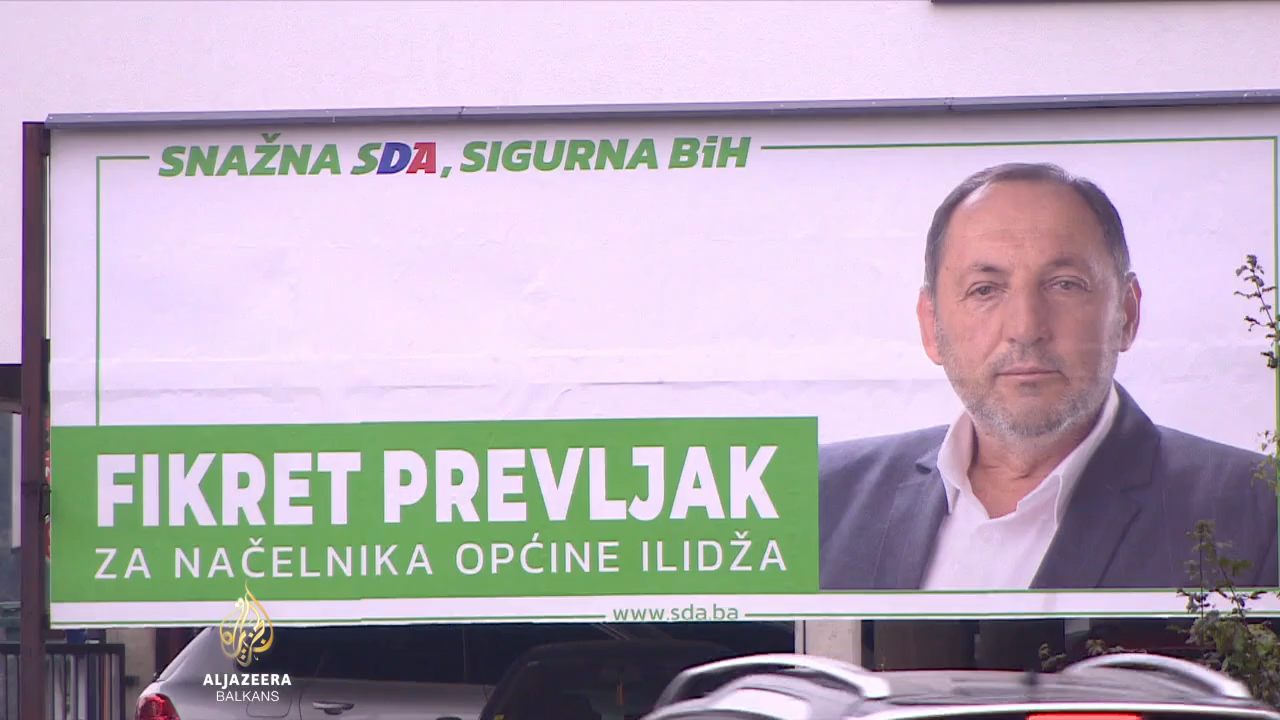 SNAŽNA SDA, SIGURNA BiH
FIKRET PREVLJAK
ZA NAČELNIKA OPĆINE ILIDŽA
www.sda.ba
ALJAZEERA
BALKANS